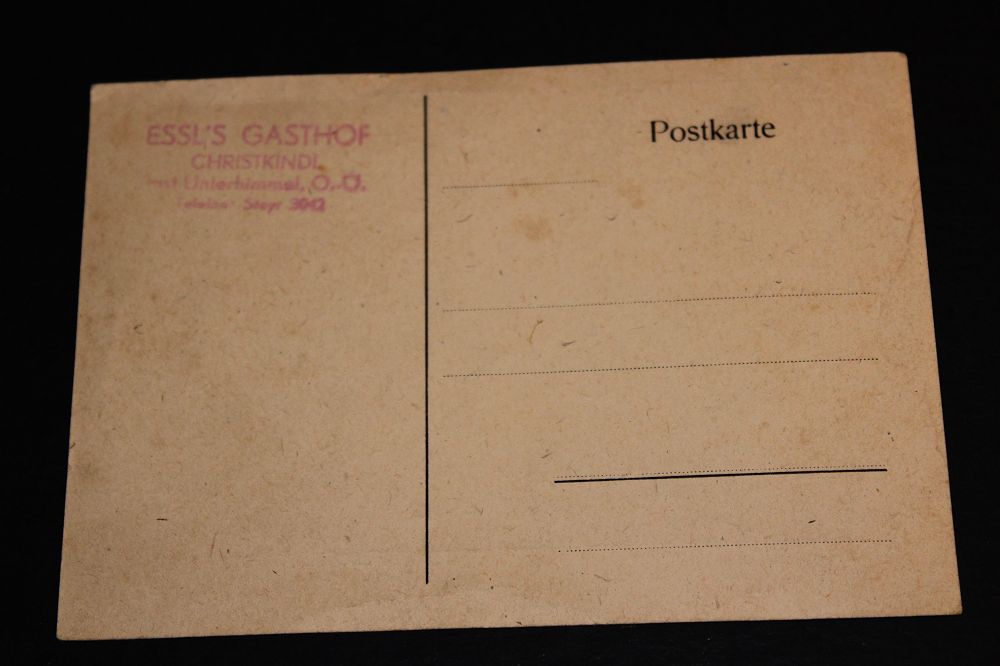 ESSL'S GASTHOF
CHRISTKINDL
Unterhimmel, O.-Ö.
Steyr 3042
Postkarte